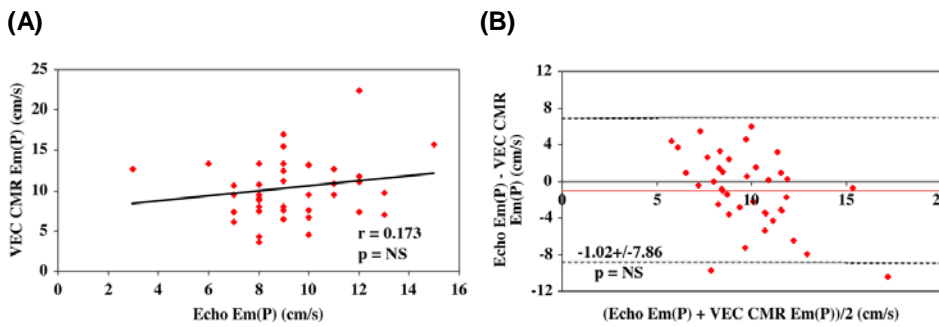 (A)
(B)
VEC CMR Em(P) (cm/s)
25
20
15
10
5
0
0 2 4 6 8 10 12 14 16
r = 0.173
p = NS
Echo Em(P) (cm/s)
Echo Em(P) - VEC CMR
Em(P) (cm/s)
12
8
4
0
-4
-8
-12
0 5 10 15 20
-1.02+/-7.86
p = NS
(Echo Em(P) + VEC CMR Em(P))/2 (cm/s)